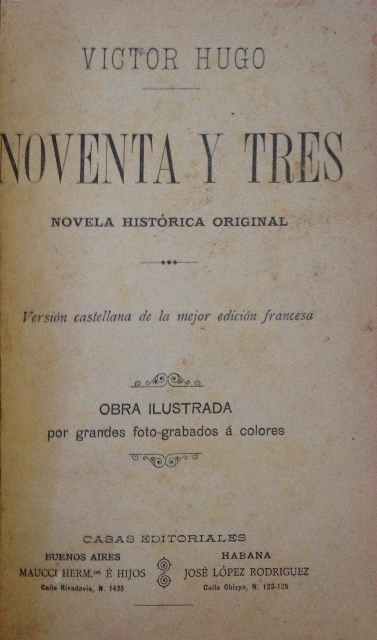 VICTOR HUGO
NOVENTA Y TRES
NOVELA HISTÓRICA ORIGINAL
Versión castellana de la mejor edición francesa
OBRA ILUSTRADA
por grandes foto-grabados á colores
CASAS EDITORIALES
BUENOS AIRES
MAUCCI HERM.os É HIJOS
Calle Rivadavia, N. 1435
HABANA
JOSÉ LÓPEZ RODRIGUEZ
Calle Obispo, N. 133-135